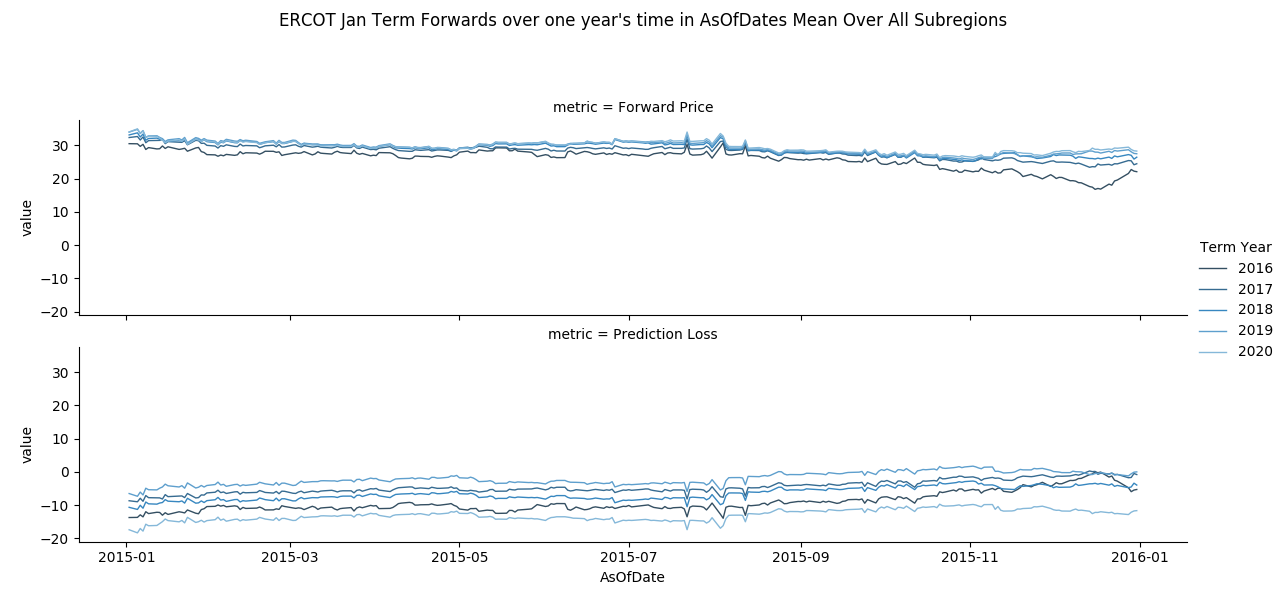 ERCOT Jan Term Forwards over one year's time in AsOfDates Mean Over All Subregions
metric = Forward Price
30
20
10
0
−10
−20
value
metric = Prediction Loss
30
20
10
0
−10
−20
value
2015-01 2015-03 2015-05 2015-07 2015-09 2015-11 2016-01
AsOfDate
Term Year
2016
2017
2018
2019
2020